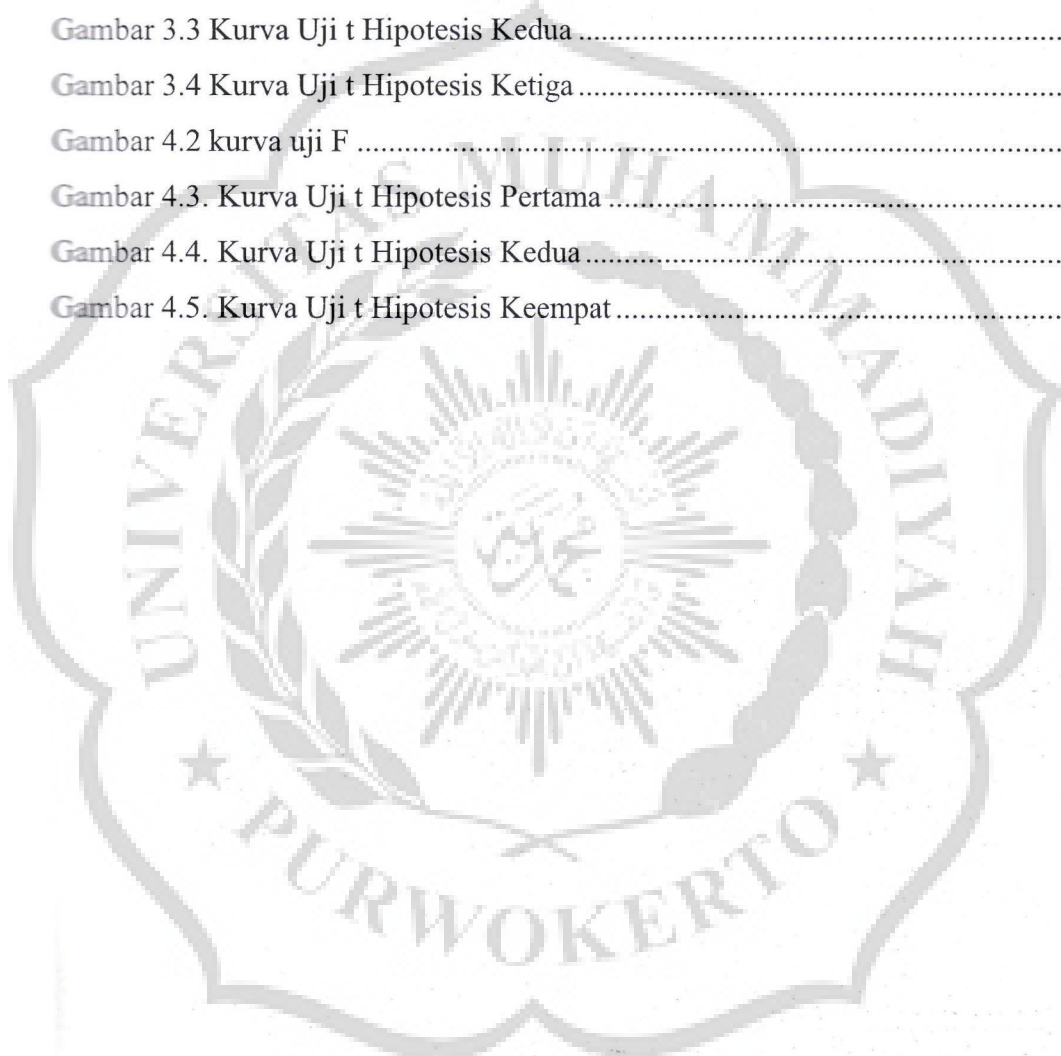 Gambar 3.3 Kurva Uji t Hipotesis Kedua ........................................................
Gambar 3.4 Kurva Uji t Hipotesis Ketiga ........................................................
Gambar 4.2 kurva uji F ........................................................
Gambar 4.3. Kurva Uji t Hipotesis Pertama ........................................................
Gambar 4.4. Kurva Uji t Hipotesis Kedua ........................................................
Gambar 4.5. Kurva Uji t Hipotesis Keempat ........................................................
UNIVERSITAS MUHAMMADIYAH
PURWOKERTO
محمد